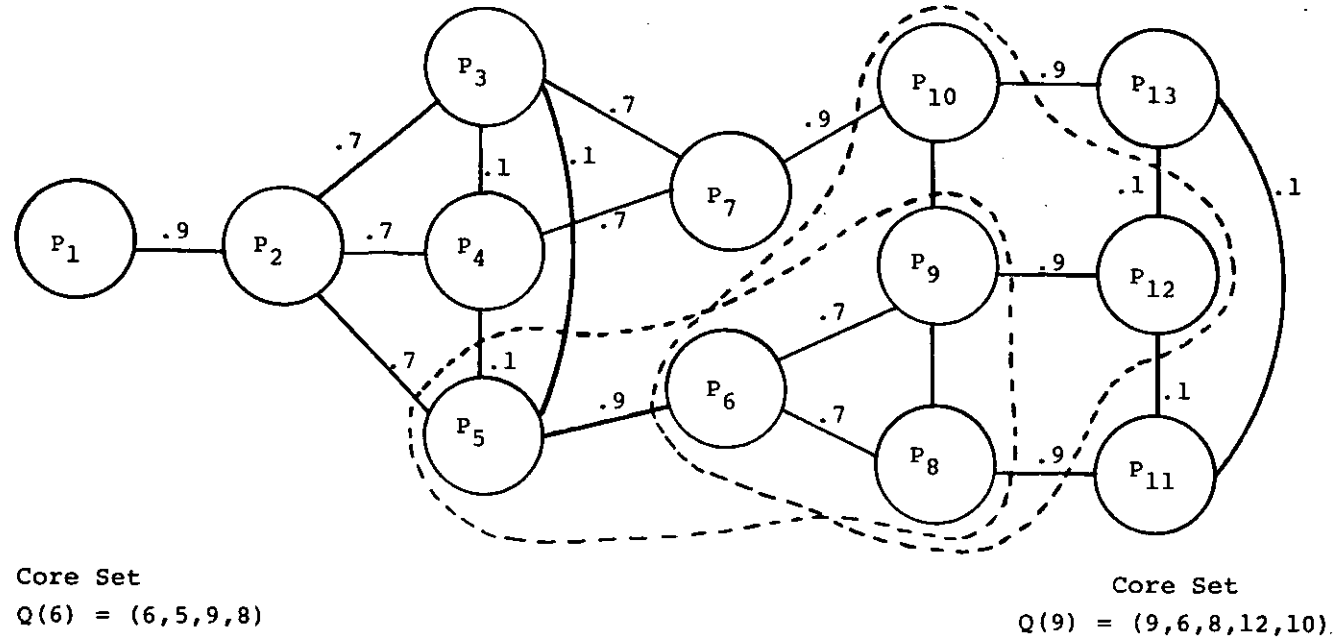 P3
P10
.9
P13
.7
.9
.7
.1
.1
.1
.1
P7
P1
.9
P2
.7
P4
.7
P9
.9
P12
.7
.7
.1
P6
.9
.7
.1
P5
P8
.9
P11
Core Set
Q(6) = (6,5,9,8)
Core Set
Q(9) = (9,6,8,12,10)